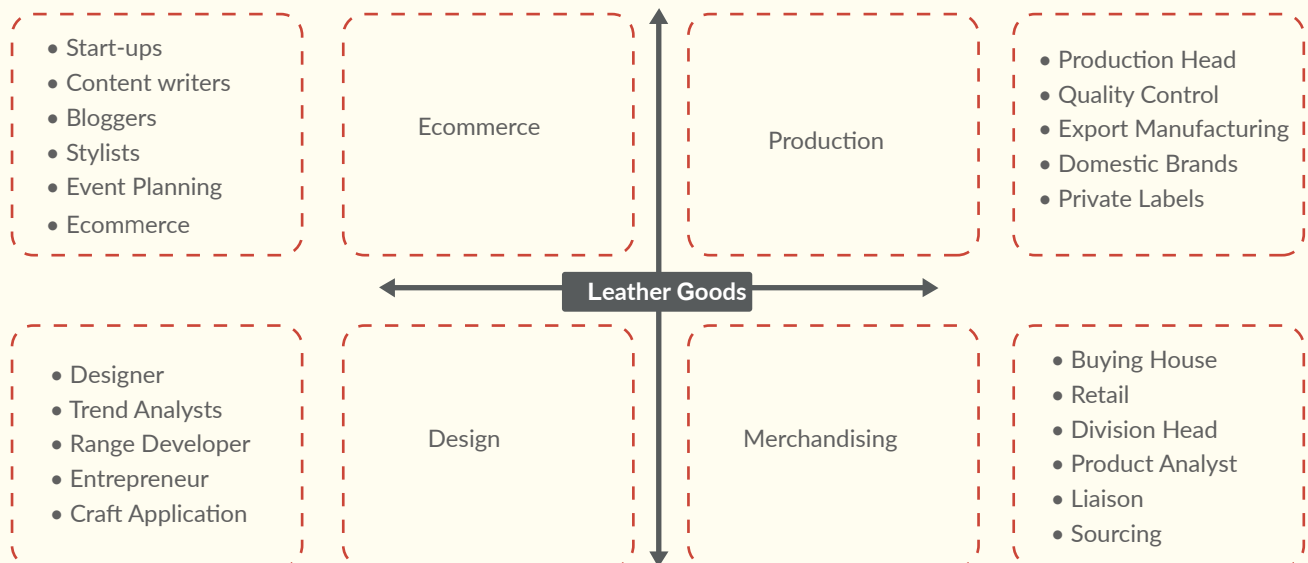 • Start-ups
• Content writers
• Bloggers
• Stylists
• Event Planning
• Ecommerce
Ecommerce
Production
• Production Head
• Quality Control
• Export Manufacturing
• Domestic Brands
• Private Labels
Leather Goods
• Designer
• Trend Analysts
• Range Developer
• Entrepreneur
• Craft Application
Design
Merchandising
• Buying House
• Retail
• Division Head
• Product Analyst
• Liaison
• Sourcing